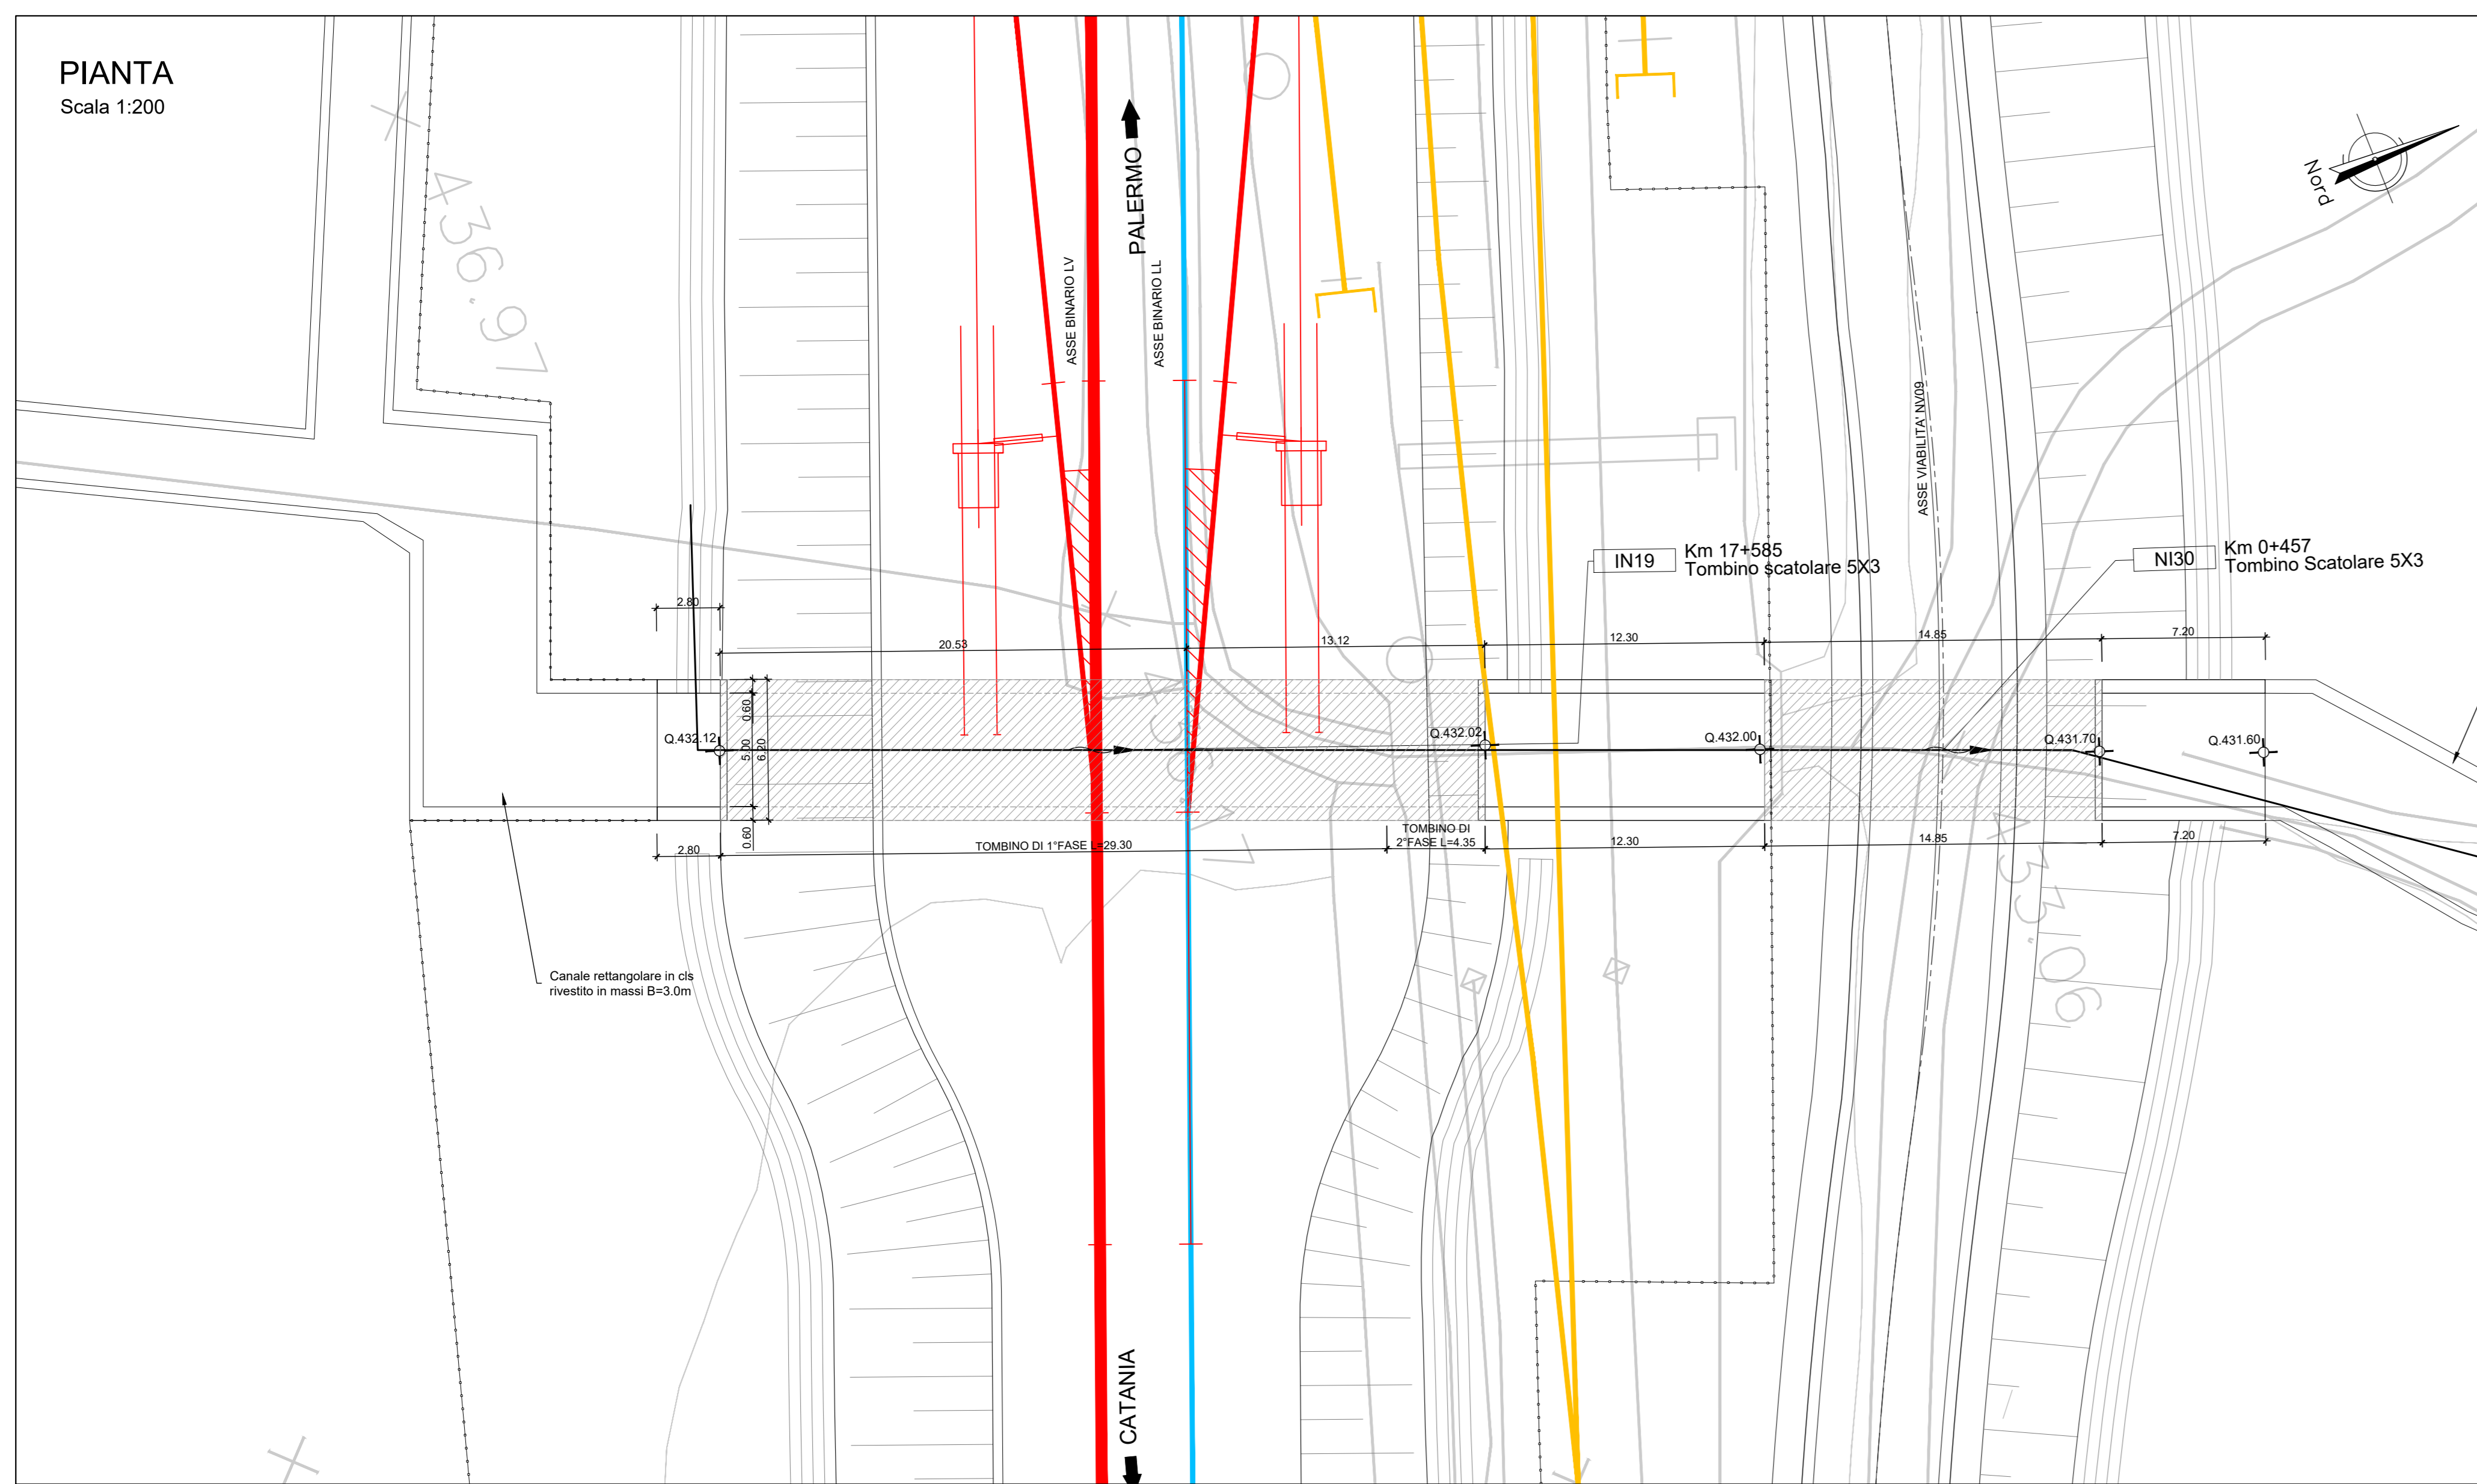 PIANTA
Scala 1:200
436.97
PALERMO
ASSE BINARIO LV
ASSE BINARIO LL
Nord
ASSE VIABILITA' NV09
IN19
Km 17+585
Tombino scatolare 5X3
NI30
Km 0+457
Tombino Scatolare 5X3
2.80
20.53
13.12
12.30
14.85
7.20
0.60
5.00
6.20
0.60
Q.432.12
Q.432.02
Q.432.00
Q.431.70
Q.431.60
2.80
TOMBINO DI 1°FASE L=29.30
TOMBINO DI
2°FASE L=4.35
12.30
14.85
7.20
433.06
Canale rettangolare in cls
rivestito in massi B=3.0m
CATANIA